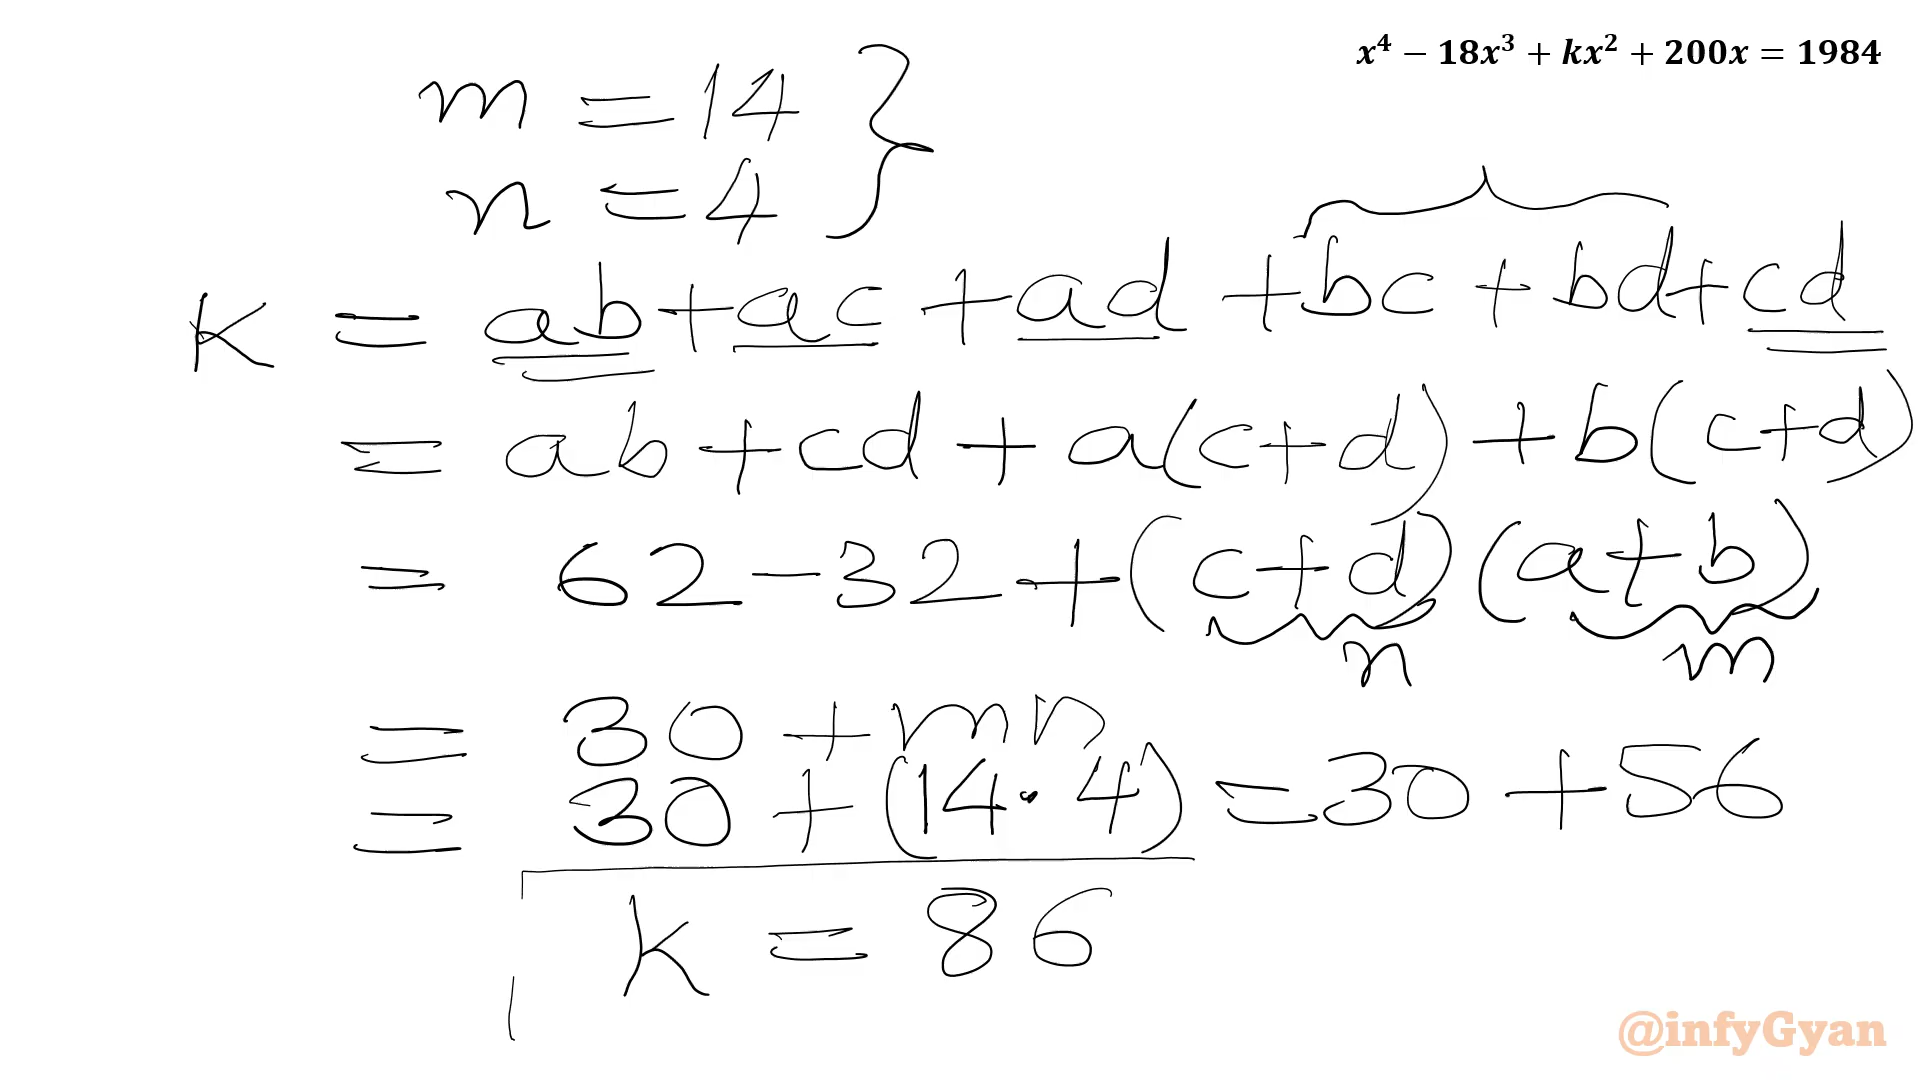 x⁴ − 18x³ + kx² + 200x = 1984
m = 14
n = 4
K = ab + ac + ad + bc + bd + cd
= ab + cd + a(c+d) + b(c+d)
= 62 − 32 + (c+d)(a+b)
n m
= 30 + mn
= 30 + (14 · 4) = 30 + 56
k = 86
@infyGyan